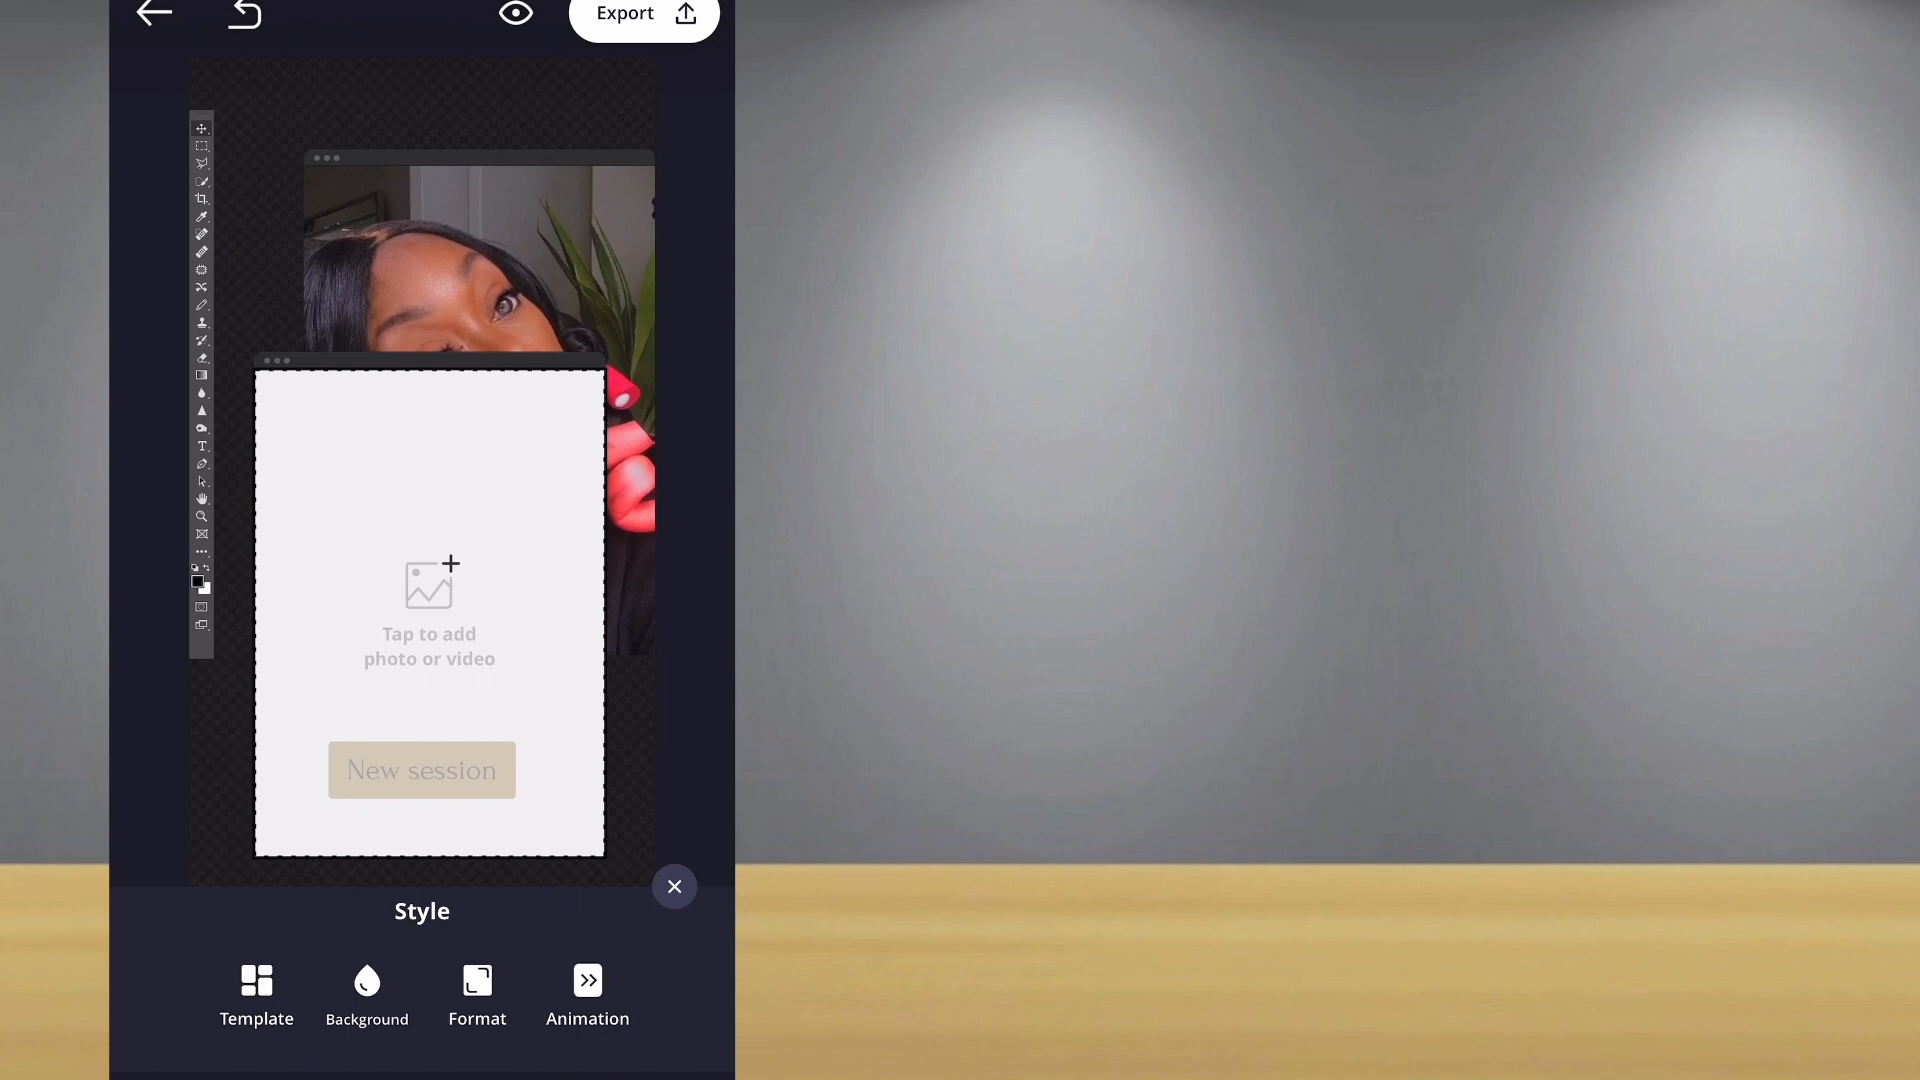 Export
Tap to add
photo or video
New session
Style
Template
Background
Format
Animation